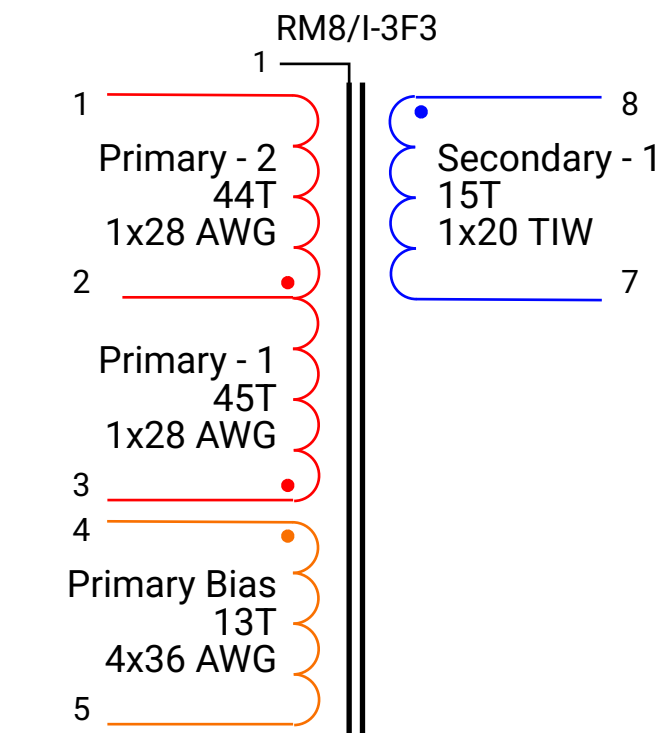 RM8/I-3F3
1
1
8
Primary - 2
44T
1x28 AWG
Secondary - 1
15T
1x20 TIW
2
7
Primary - 1
45T
1x28 AWG
3
4
Primary Bias
13T
4x36 AWG
5